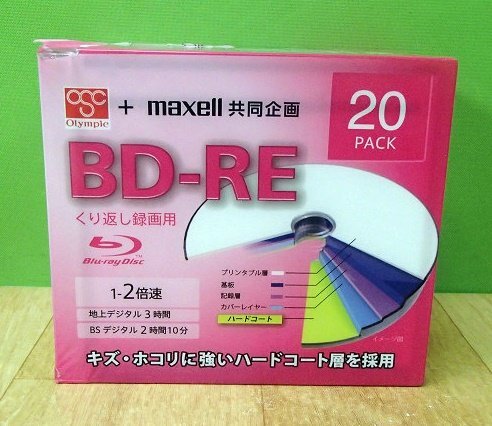 OSC
Olympic
+ maxell 共同企画
20
PACK
BD-RE
くり返し録画用
Blu-ray Disc
TM
1-2倍速
地上デジタル 3時間
BSデジタル 2時間10分
プリンタブル層
基板
記録層
カバーレイヤー
ハードコート
イメージ図
キズ・ホコリに強いハードコート層を採用